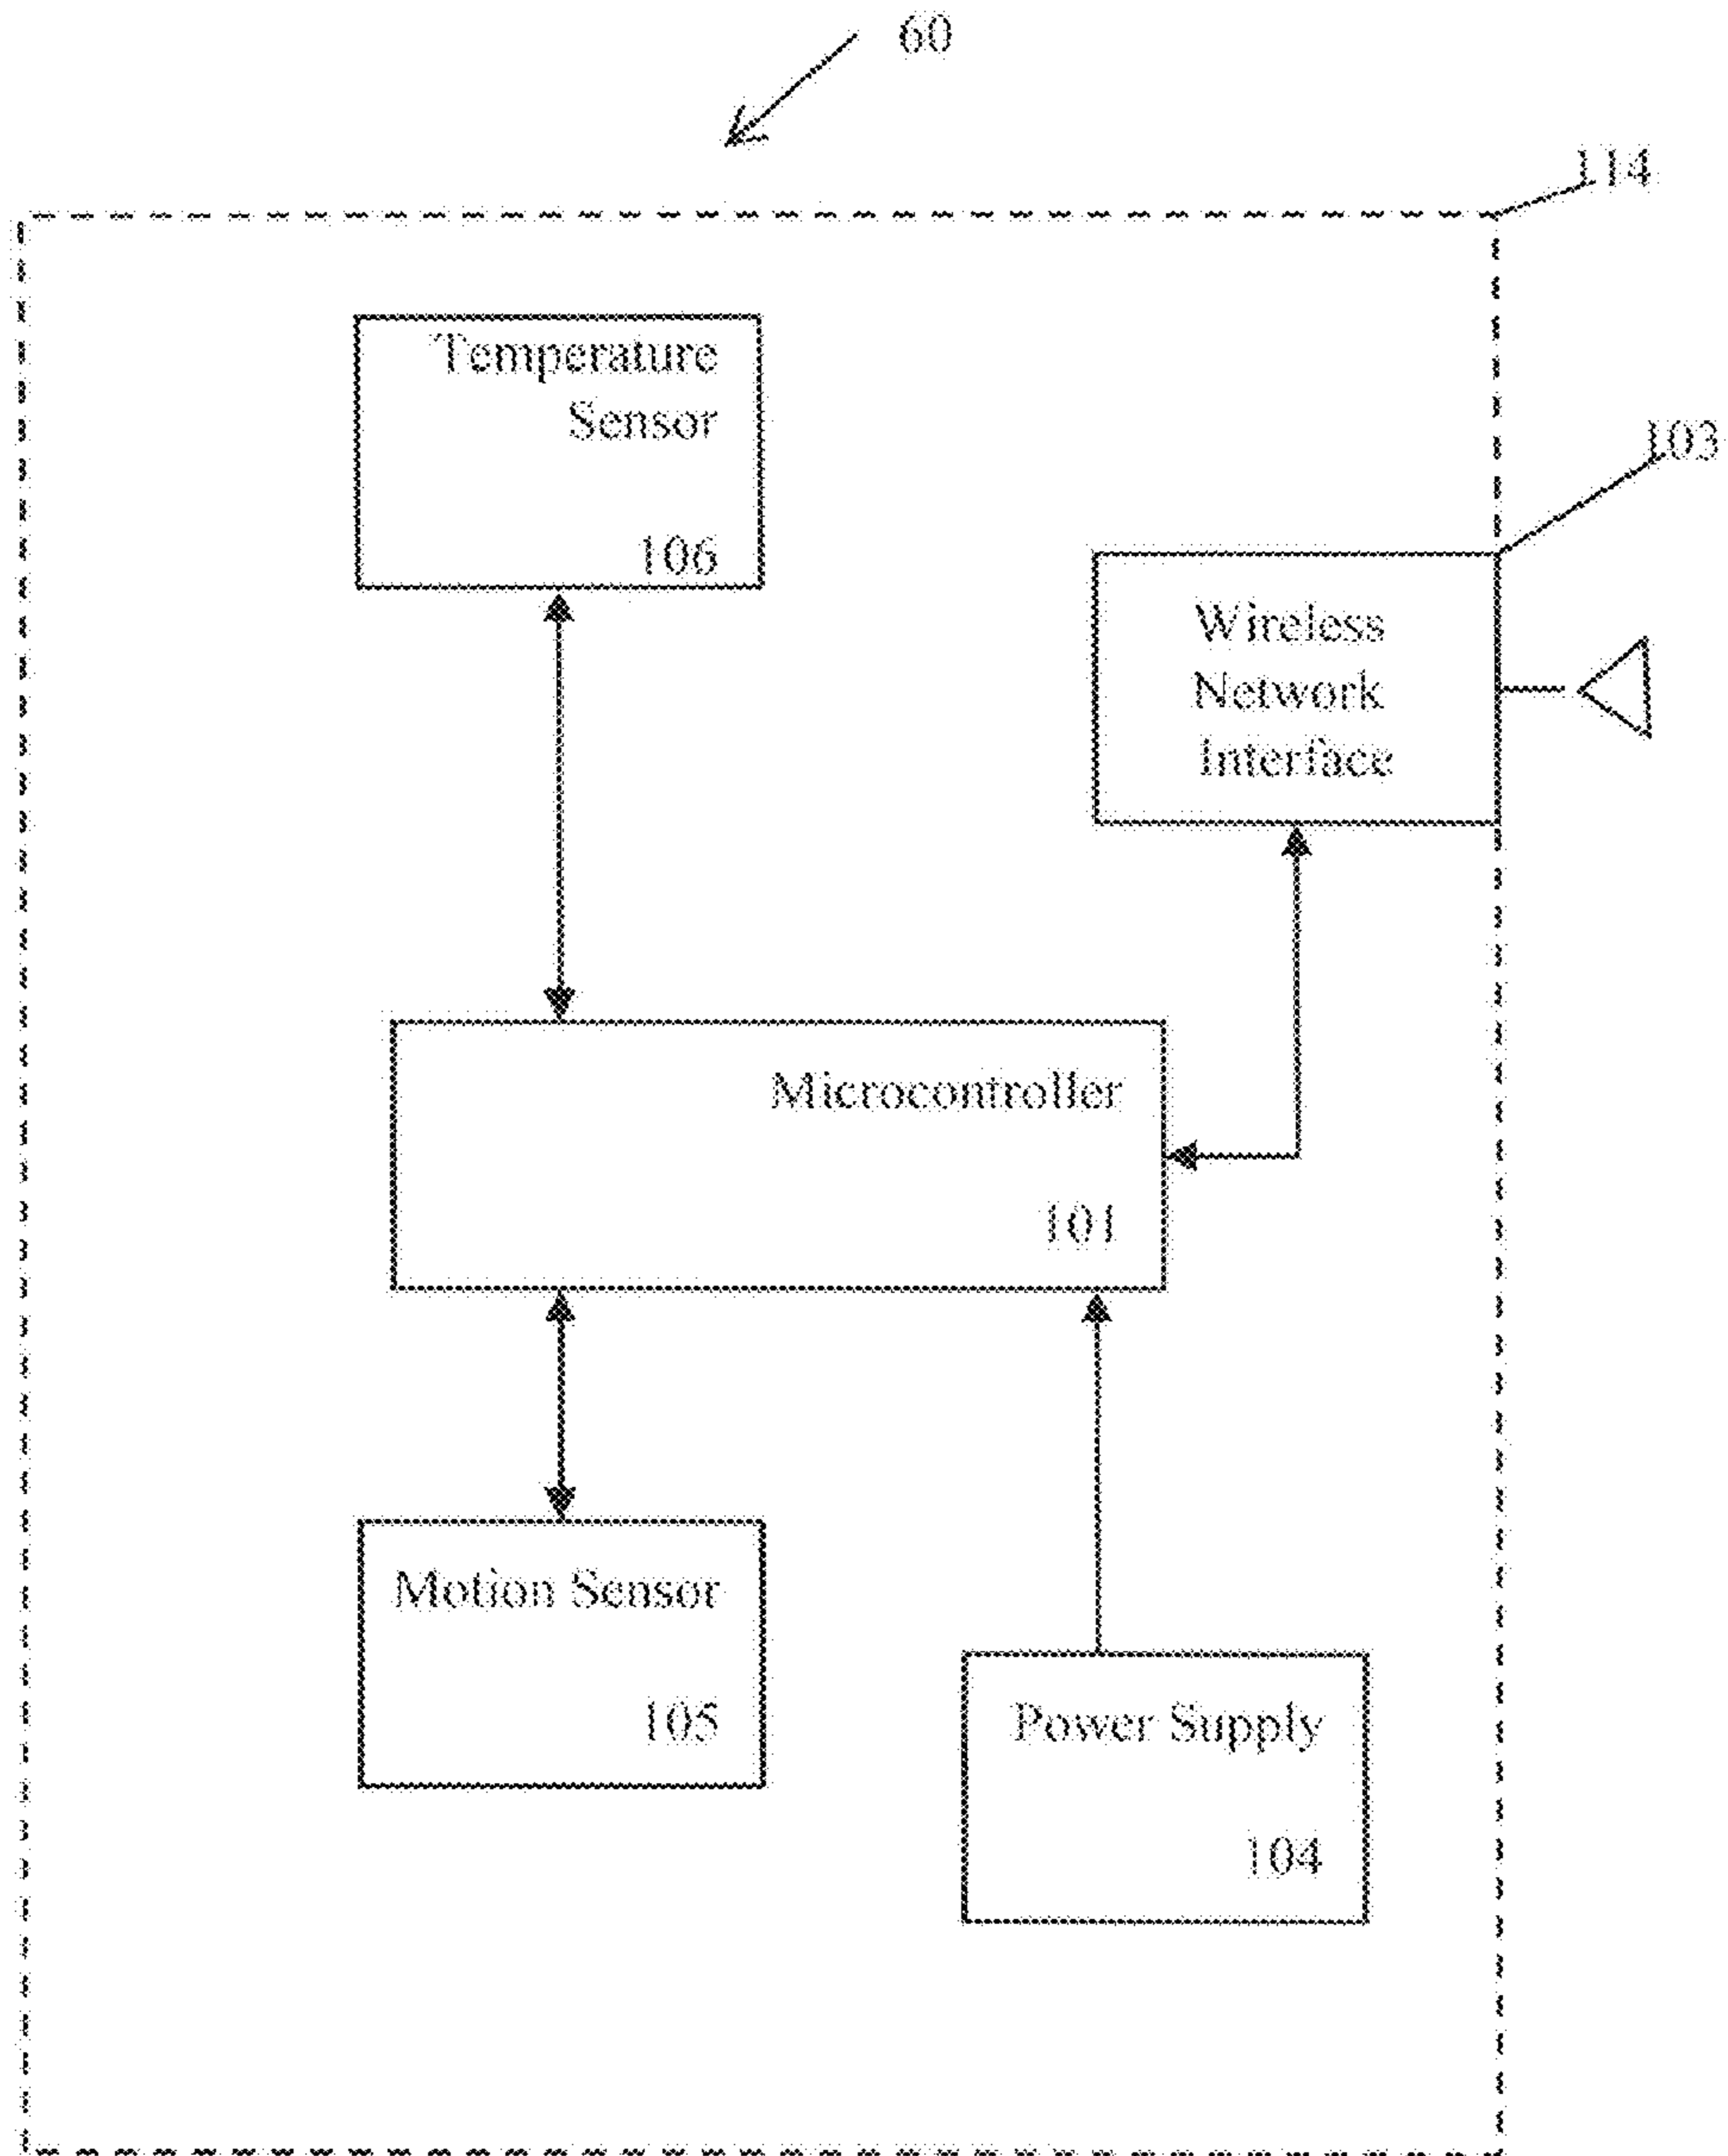 60
114
Temperature
Sensor
106
103
Wireless
Network
Interface
Microcontroller
101
Motion Sensor
105
Power Supply
104